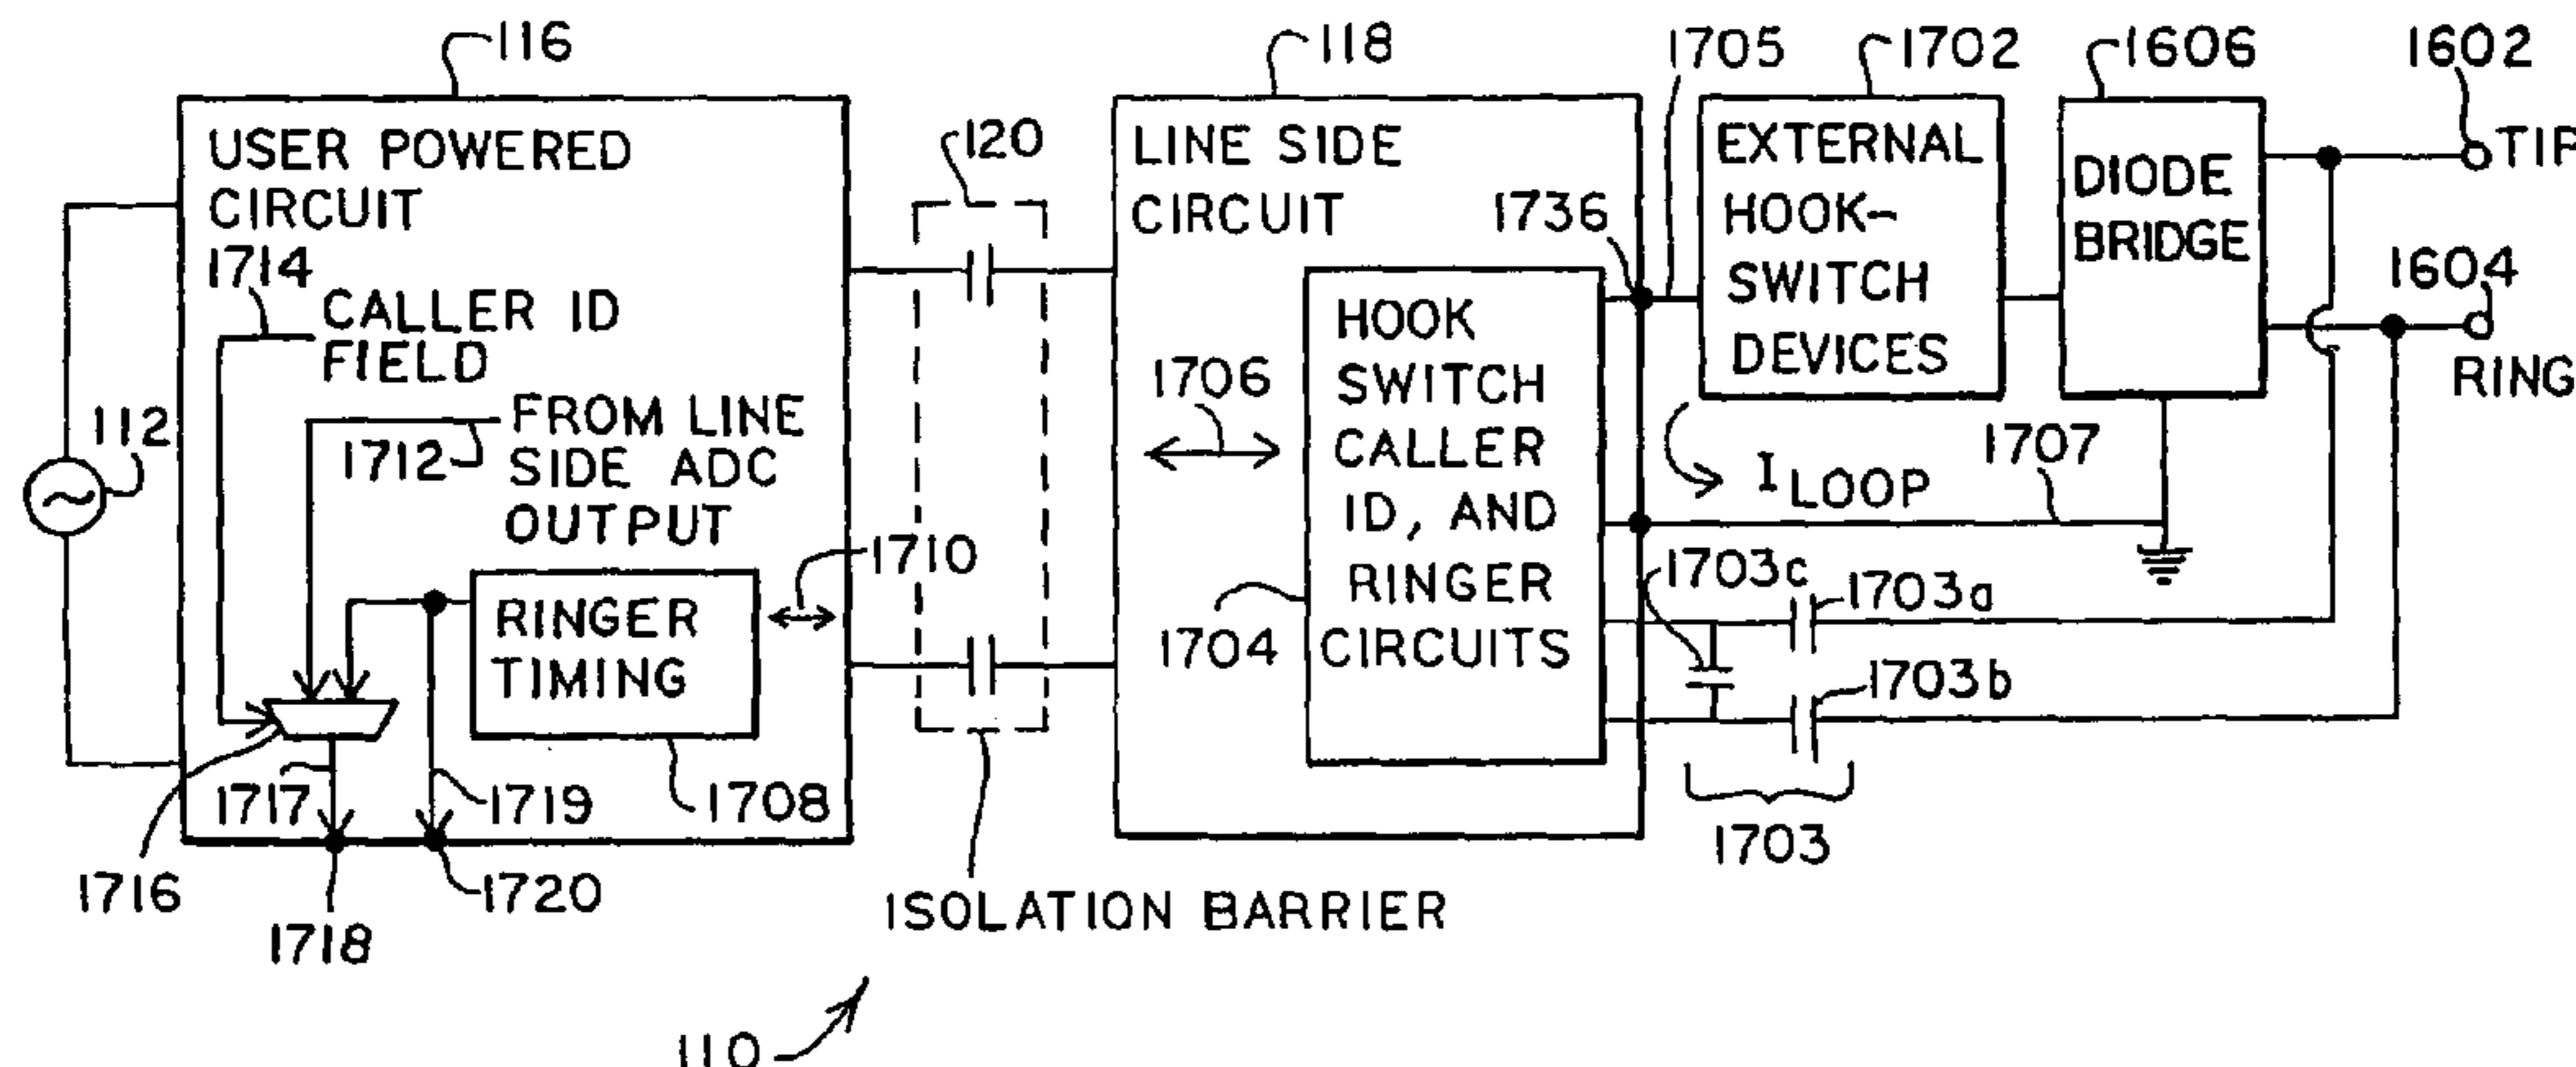 116
118
1705
1702
1606
1602
USER POWERED
CIRCUIT
1714
CALLER ID
FIELD
112
1712
FROM LINE
SIDE ADC
OUTPUT
1710
RINGER
TIMING
1717
1719
1708
1716
1718
1720
120
ISOLATION BARRIER
LINE SIDE
CIRCUIT
1736
1706
HOOK
SWITCH
CALLER
ID, AND
RINGER
CIRCUITS
1704
EXTERNAL
HOOK-
SWITCH
DEVICES
DIODE
BRIDGE
TIP
1604
RING
I LOOP
1707
1703c
1703a
1703b
1703
110